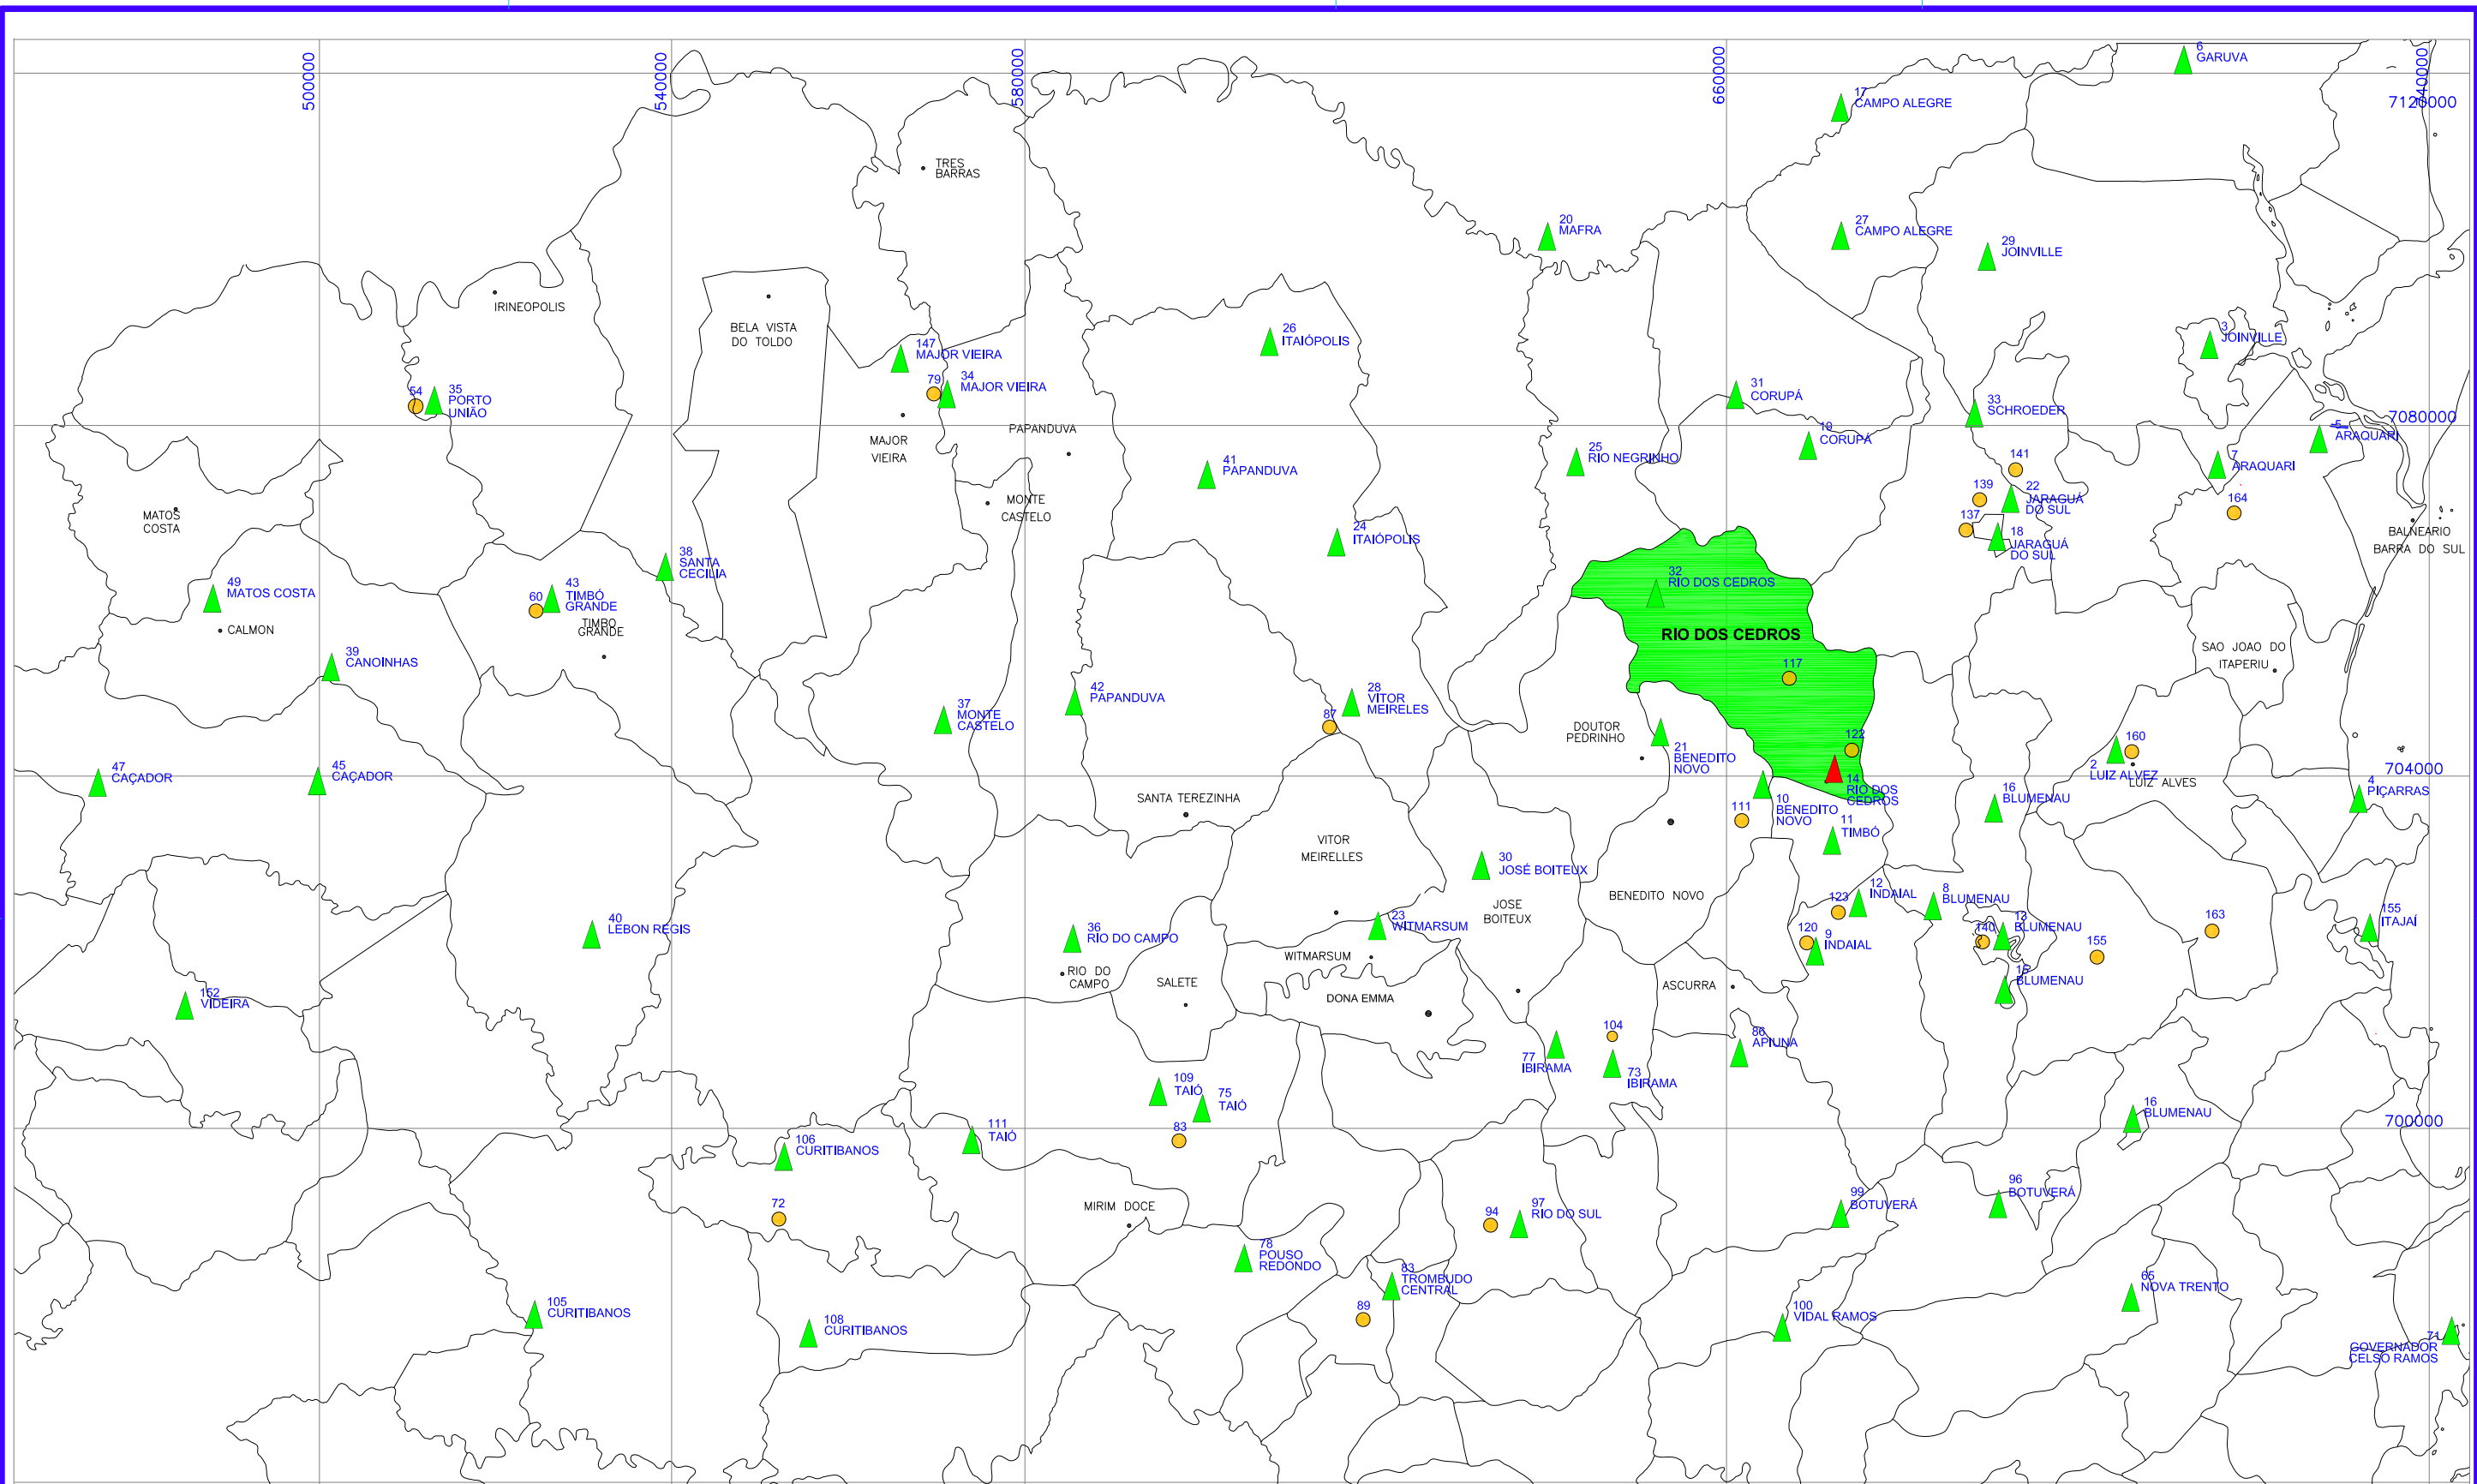 500000
540000
580000
660000
740000
7120000
6
GARUVA
17
CAMPO ALEGRE
TRES
BARRAS
20
MAFRA
27
CAMPO ALEGRE
29
JOINVILLE
IRINEOPOLIS
BELA VISTA
DO TOLDO
147
MAJOR VIEIRA
26
ITAIÓPOLIS
3
JOINVILLE
54
35
PORTO
UNIÃO
79
34
MAJOR VIEIRA
31
CORUPÁ
33
SCHROEDER
7080000
PAPANDUVA
MAJOR
VIEIRA
19
CORUPÁ
5
ARAQUARI
25
RIO NEGRINHO
41
PAPANDUVA
141
7
ARAQUARI
MATOS
COSTA
MONTE
CASTELO
139
22
JARAGUÁ
DO SUL
164
137
18
JARAGUÁ
DO SUL
24
ITAIÓPOLIS
BALNEARIO
BARRA DO SUL
38
SANTA
CECILIA
32
RIO DOS CEDROS
49
MATOS COSTA
60
43
TIMBÓ
GRANDE
TIMBO
GRANDE
CALMON
RIO DOS CEDROS
SAO JOAO DO
ITAPERIU
39
CANOINHAS
117
42
PAPANDUVA
28
VITOR
MEIRELES
37
MONTE
CASTELO
87
DOUTOR
PEDRINHO
21
BENEDITO
NOVO
122
160
2
LUIZ ALVEZ
LUIZ ALVES
47
CAÇADOR
45
CAÇADOR
704000
14
RIO DOS
CEDROS
4
PIÇARRAS
SANTA TEREZINHA
10
BENEDITO
NOVO
111
16
BLUMENAU
11
TIMBÓ
VITOR
MEIRELLES
30
JOSÉ BOITEUX
BENEDITO NOVO
JOSE
BOITEUX
12
INDAIAL
123
8
BLUMENAU
40
LEBON REGIS
36
RIO DO CAMPO
23
WITMARSUM
120
9
INDAIAL
140
13
BLUMENAU
163
155
ITAJAÍ
155
WITMARSUM
RIO DO
CAMPO
SALETE
DONA EMMA
ASCURRA
15
BLUMENAU
152
VIDEIRA
104
86
APIUNA
77
IBIRAMA
73
IBIRAMA
109
TAIÓ
75
TAIÓ
16
BLUMENAU
700000
111
TAIÓ
83
106
CURITIBANOS
72
MIRIM DOCE
94
97
RIO DO SUL
99
BOTUVERÁ
96
BOTUVERÁ
78
POUSO
REDONDO
83
TROMBUDO
CENTRAL
65
NOVA TRENTO
105
CURITIBANOS
108
CURITIBANOS
89
100
VIDAL RAMOS
71
GOVERNADOR
CELSO RAMOS